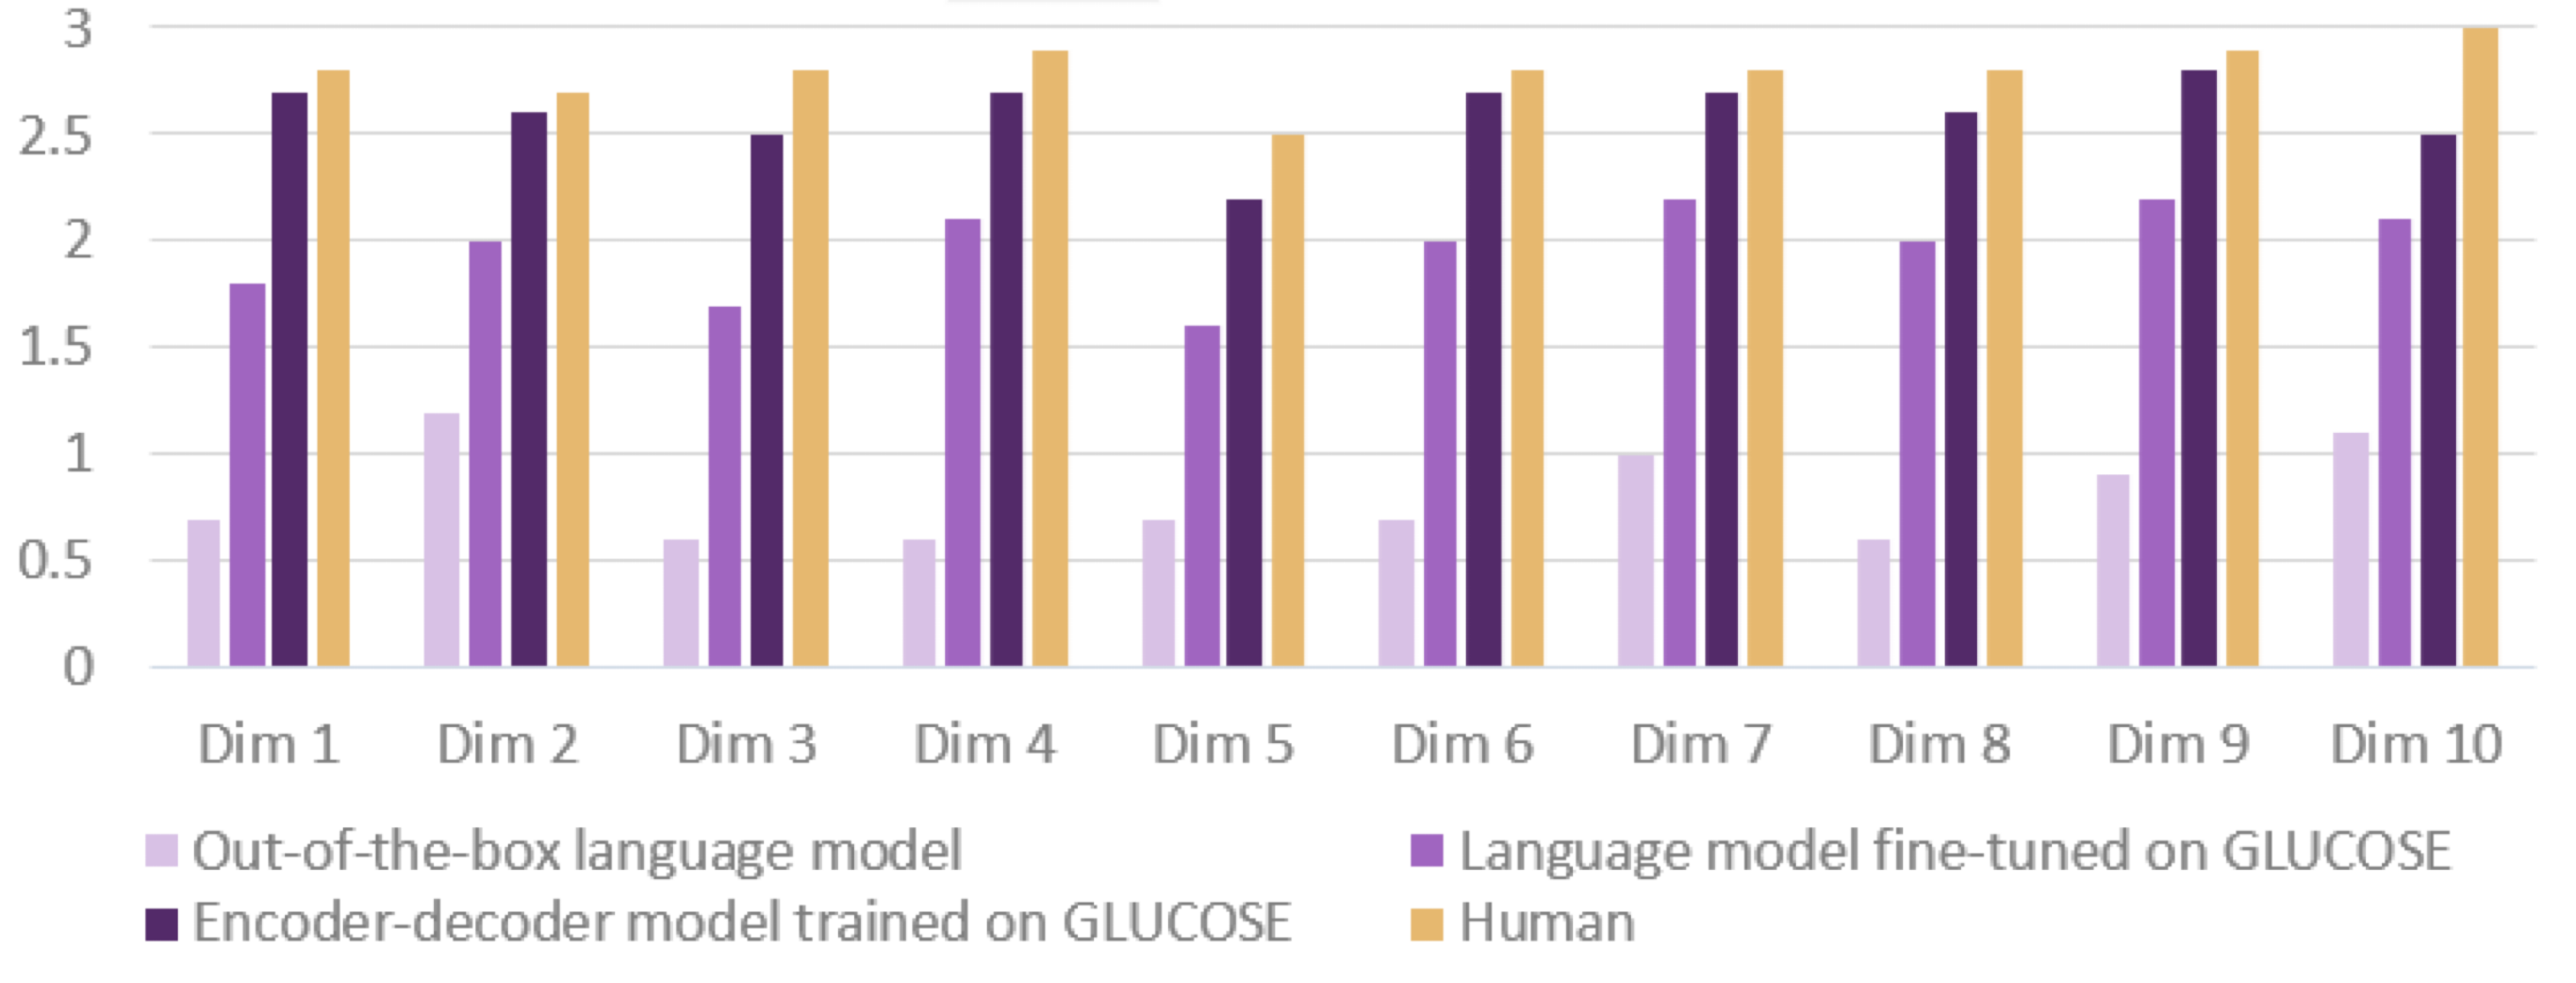 3
2.5
2
1.5
1
0.5
0
Dim 1 Dim 2 Dim 3 Dim 4 Dim 5 Dim 6 Dim 7 Dim 8 Dim 9 Dim 10
Out-of-the-box language model Language model fine-tuned on GLUCOSE
Encoder-decoder model trained on GLUCOSE Human